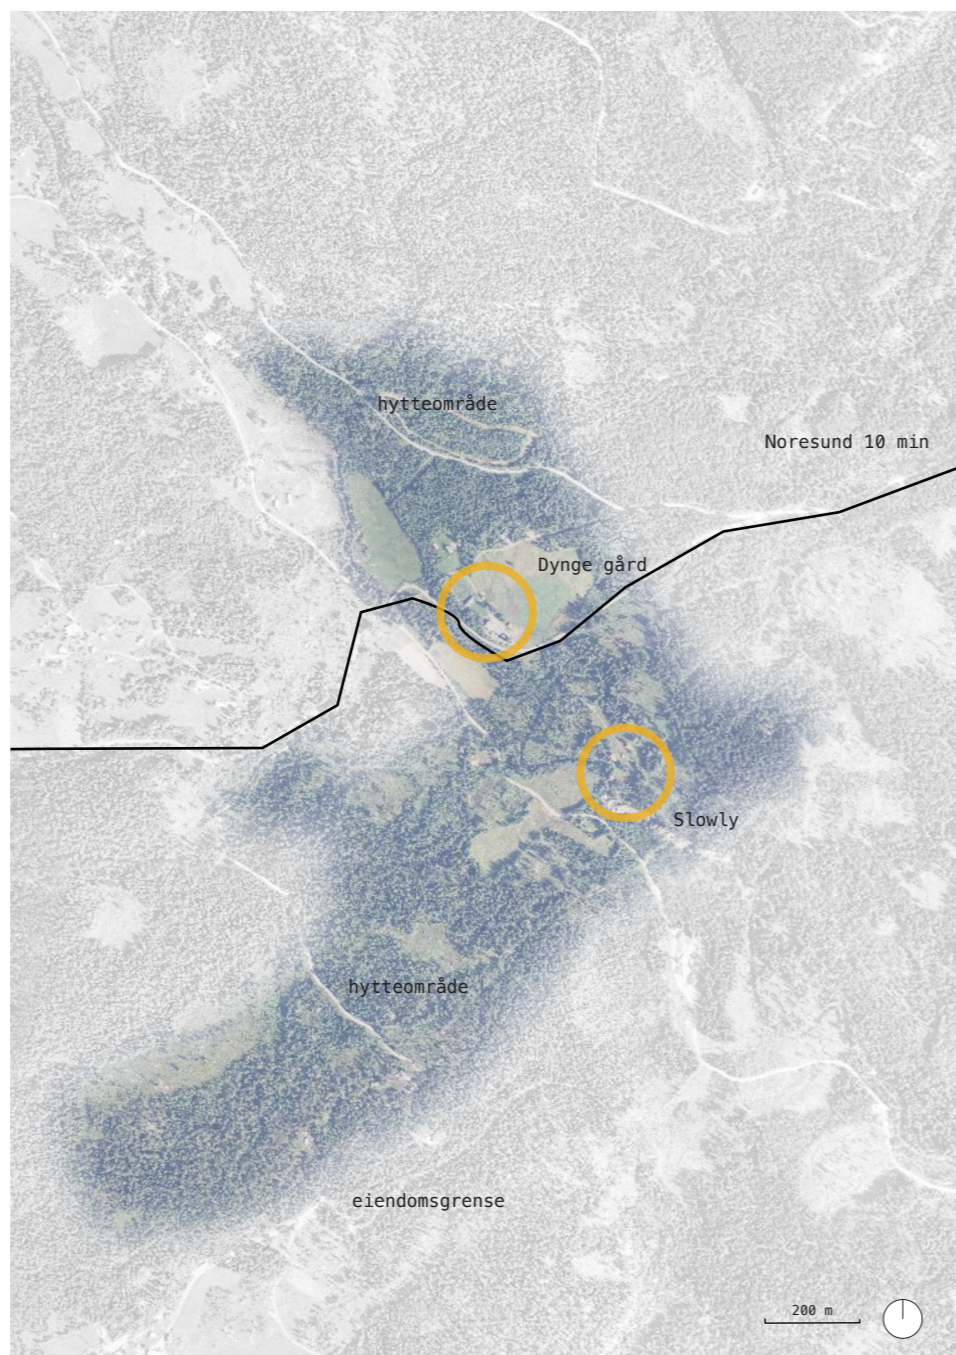 hytteområde
Noresund 10 min
Dynge gård
Slowly
hytteområde
eiendomsgrense
200 m